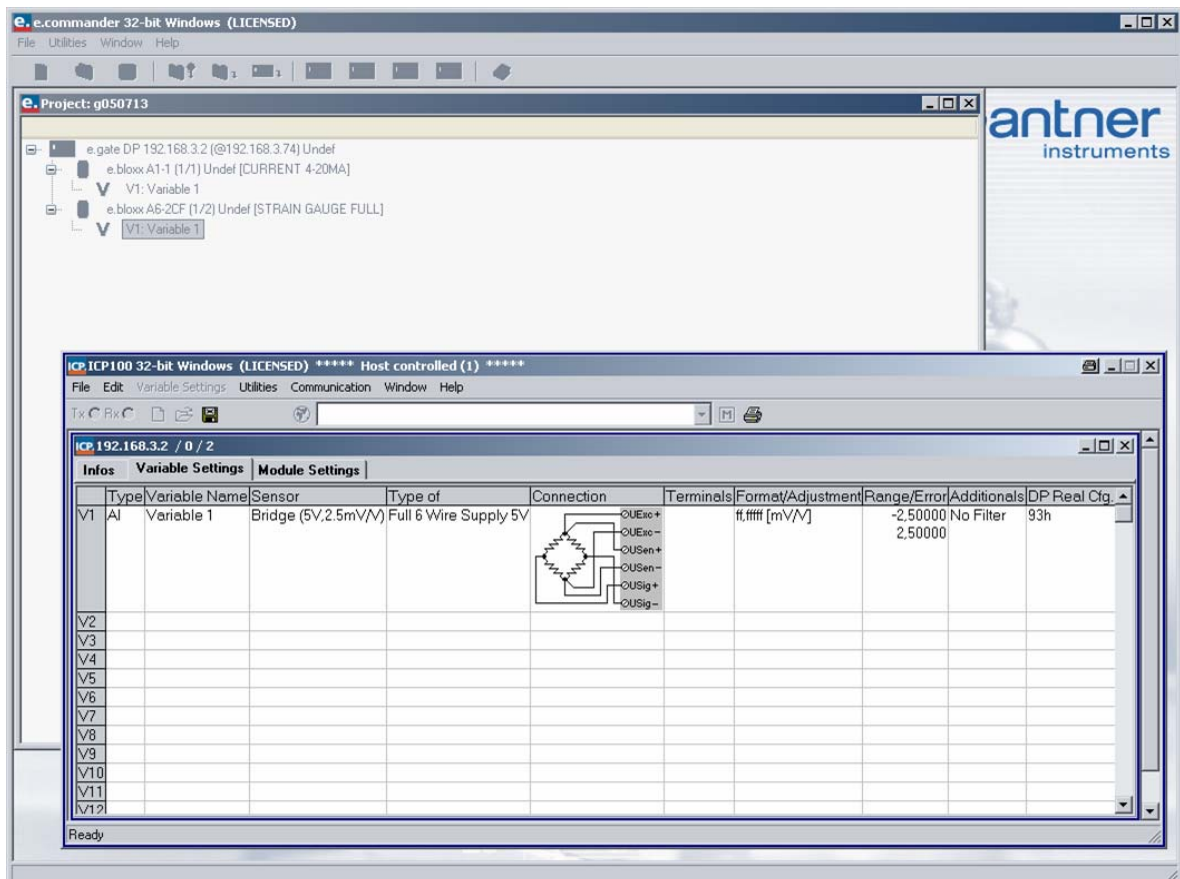 e.commander 32-bit Windows (LICENSED)
File Utilities Window Help
Project: g050713
antner
instruments
e.gate DP 192.168.3.2 (@192.168.3.74) Undef
e.bloxx A1-1 (1/1) Undef [CURRENT 4-20MA]
V1: Variable 1
e.bloxx A6-2CF (1/2) Undef [STRAIN GAUGE FULL]
V1: Variable 1
ICP ICP100 32-bit Windows (LICENSED) ***** Host controlled (1) *****
File Edit Variable Settings Utilities Communication Window Help
Tx Rx M
ICP 192.168.3.2 / 0 / 2
Infos Variable Settings Module Settings
Type Variable Name Sensor Type of Connection Terminals Format/Adjustment Range/Error Additionals DP Real Cfg.
V1 AI Variable 1 Bridge (5V,2.5mV/V) Full 6 Wire Supply 5V ff,fffff [mV/V] -2,50000 No Filter 93h
2,50000
UExc+
UExc-
USen+
USen-
USig+
USig-
V2
V3
V4
V5
V6
V7
V8
V9
V10
V11
V12
Ready